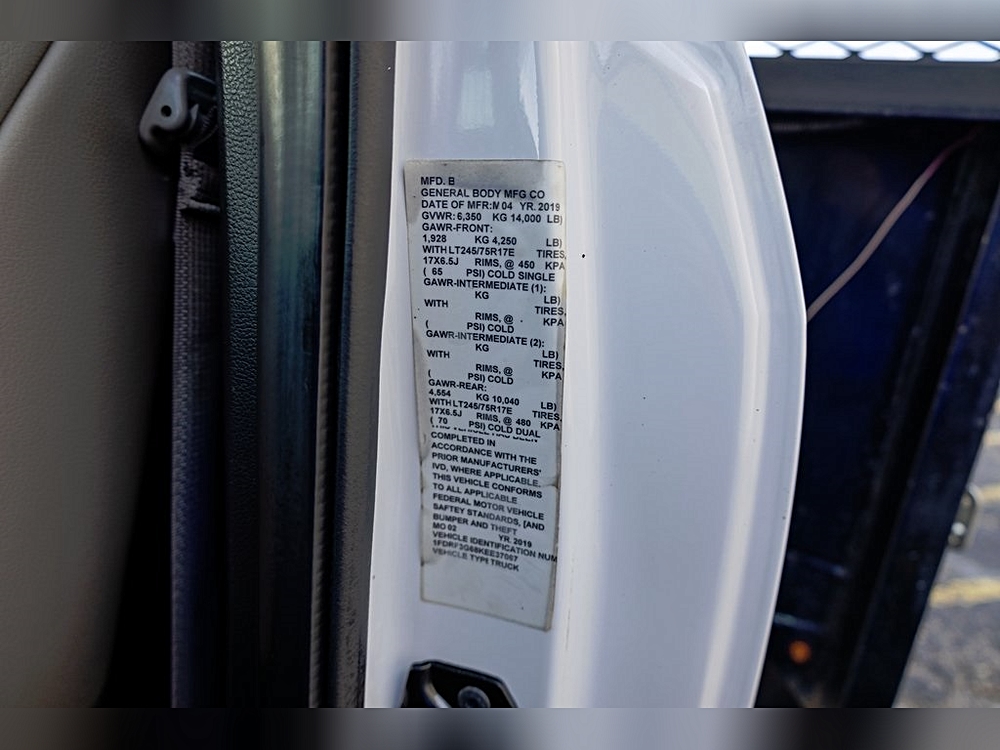 MFD. B
GENERAL BODY MFG CO
DATE OF MFR:M 04 YR. 2019
GVWR: 6,350 KG 14,000 LB)
GAWR-FRONT:
1,928 KG 4,250 LB)
WITH LT245/75R17E TIRES,
17X6.5J RIMS, @ 450 KPA
( 65 PSI) COLD SINGLE
GAWR-INTERMEDIATE (1):
KG LB)
WITH TIRES,
RIMS, @ - KPA
( PSI) COLD
GAWR-INTERMEDIATE (2):
KG LB)
WITH TIRES,
RIMS, @ KPA
( PSI) COLD
GAWR-REAR:
4,554 KG 10,040 LB)
WITH LT245/75R17E TIRES,
17X6.5J RIMS, @ 480 KPA
( 70 PSI) COLD DUAL
THIS VEHICLE HAS BEEN
COMPLETED IN
ACCORDANCE WITH THE
PRIOR MANUFACTURERS'
IVD, WHERE APPLICABLE.
THIS VEHICLE CONFORMS
TO ALL APPLICABLE
FEDERAL MOTOR VEHICLE
SAFTEY STANDARDS, [AND
BUMPER AND THEFT
MO 02 YR. 2019
VEHICLE IDENTIFICATION NUM
1FDRF3G68KEE37067
VEHICLE TYPE TRUCK